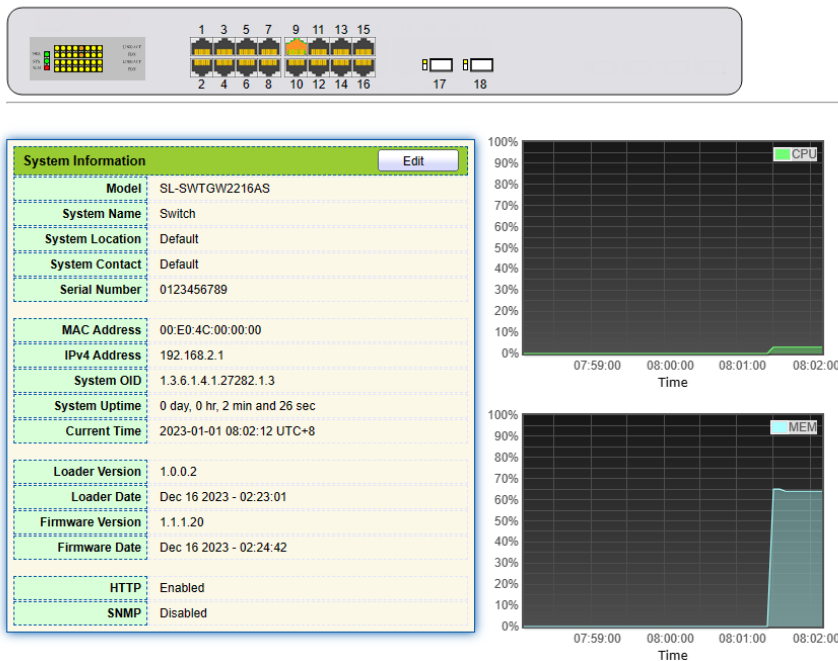 1 3 5 7 9 11 13 15
2 4 6 8 10 12 14 16 17 18
System Information Edit
Model SL-SWTGW2216AS
System Name Switch
System Location Default
System Contact Default
Serial Number 0123456789
MAC Address 00:E0:4C:00:00:00
IPv4 Address 192.168.2.1
System OID 1.3.6.1.4.1.27282.1.3
System Uptime 0 day, 0 hr, 2 min and 26 sec
Current Time 2023-01-01 08:02:12 UTC+8
Loader Version 1.0.0.2
Loader Date Dec 16 2023 - 02:23:01
Firmware Version 1.1.1.20
Firmware Date Dec 16 2023 - 02:24:42
HTTP Enabled
SNMP Disabled
100%
CPU
90%
80%
70%
60%
50%
40%
30%
20%
10%
0%
07:59:00 08:00:00 08:01:00 08:02:00
Time
100%
MEM
90%
80%
70%
60%
50%
40%
30%
20%
10%
0%
07:59:00 08:00:00 08:01:00 08:02:00
Time